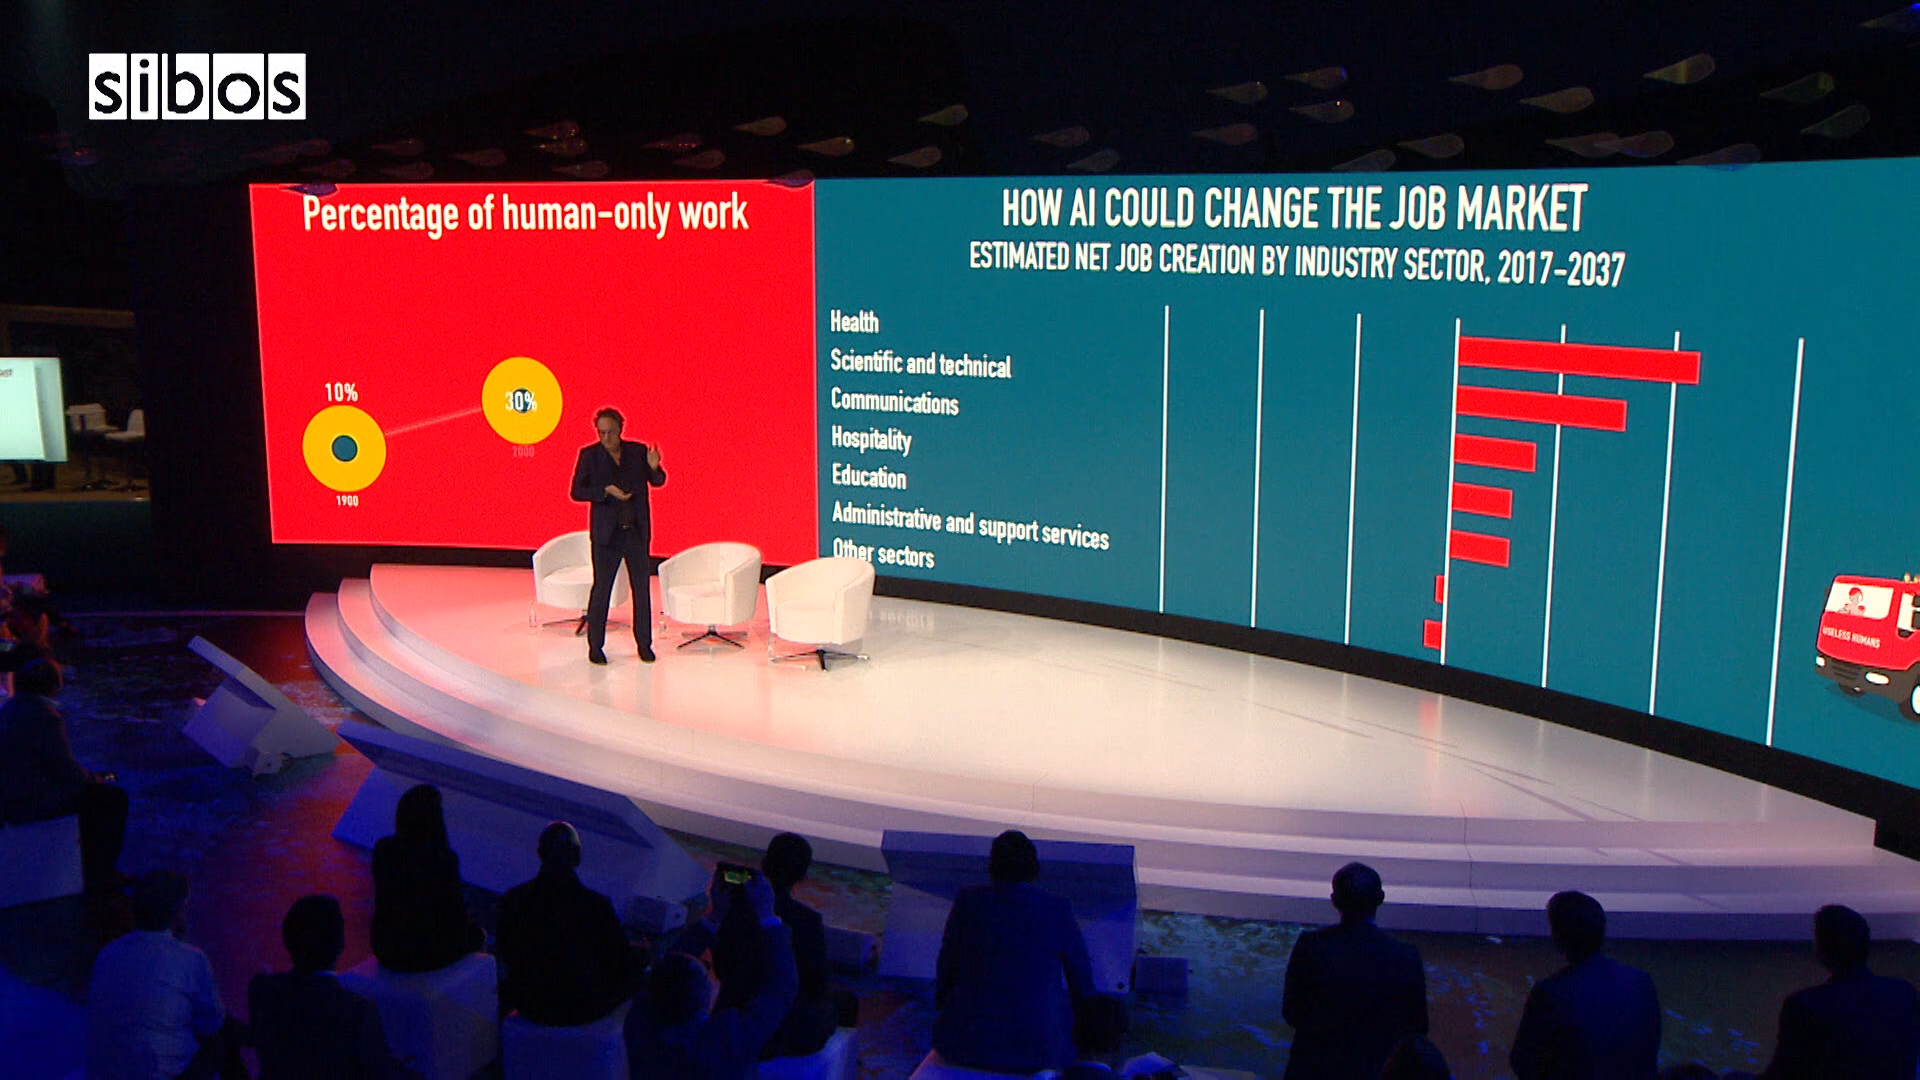 sibos
Percentage of human-only work
10%
1900
30%
2000
HOW AI COULD CHANGE THE JOB MARKET
ESTIMATED NET JOB CREATION BY INDUSTRY SECTOR, 2017-2037
Health
Scientific and technical
Communications
Hospitality
Education
Administrative and support services
Other sectors
USELESS HUMANS